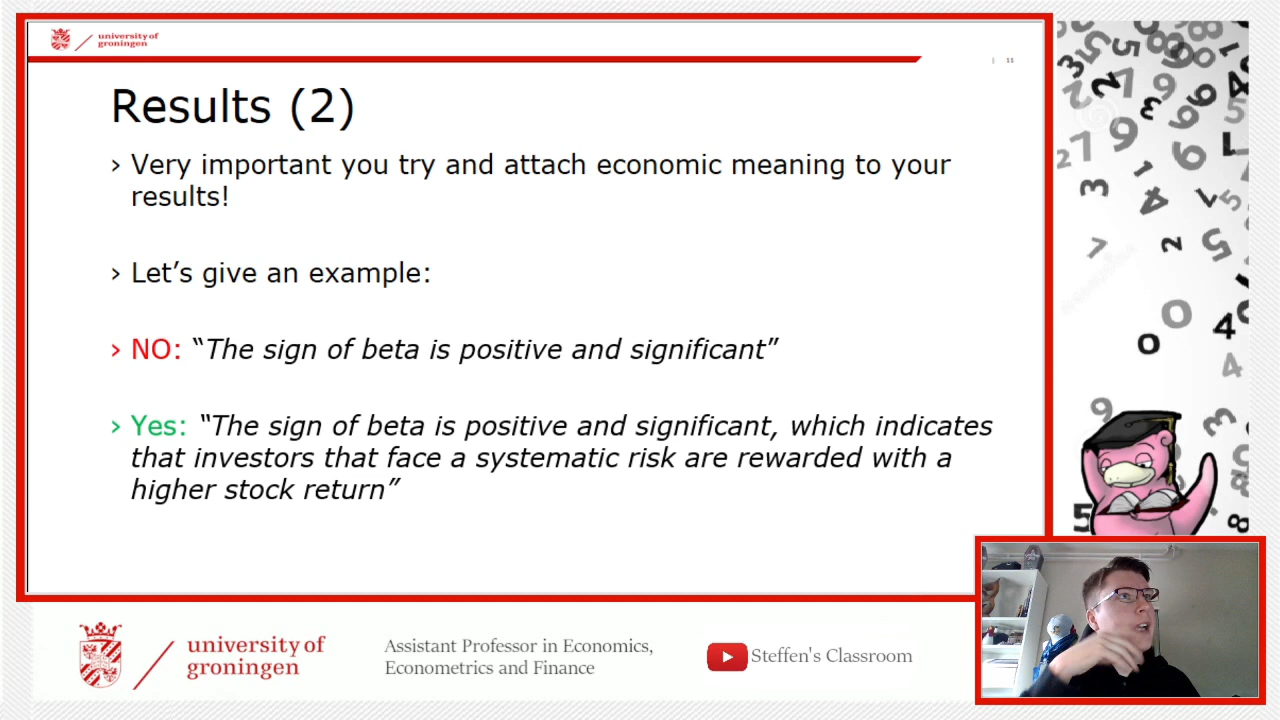 university of
groningen
| 11
Results (2)
› Very important you try and attach economic meaning to your
results!
› Let’s give an example:
› NO: “The sign of beta is positive and significant”
› Yes: “The sign of beta is positive and significant, which indicates
that investors that face a systematic risk are rewarded with a
higher stock return”
university of
groningen
Assistant Professor in Economics,
Econometrics and Finance
Steffen's Classroom